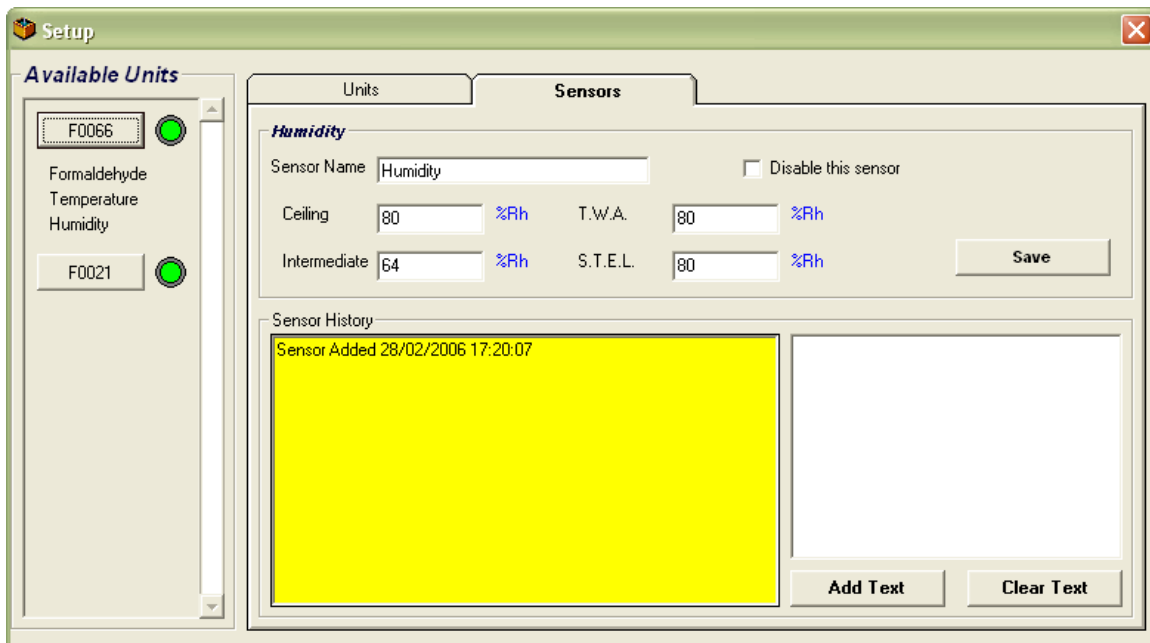 Setup
Available Units
F0066
Formaldehyde
Temperature
Humidity
F0021
Units
Sensors
Humidity
Sensor Name Humidity
Disable this sensor
Ceiling 80 %Rh T.W.A. 80 %Rh
Intermediate 64 %Rh S.T.E.L. 80 %Rh
Save
Sensor History
Sensor Added 28/02/2006 17:20:07
Add Text
Clear Text